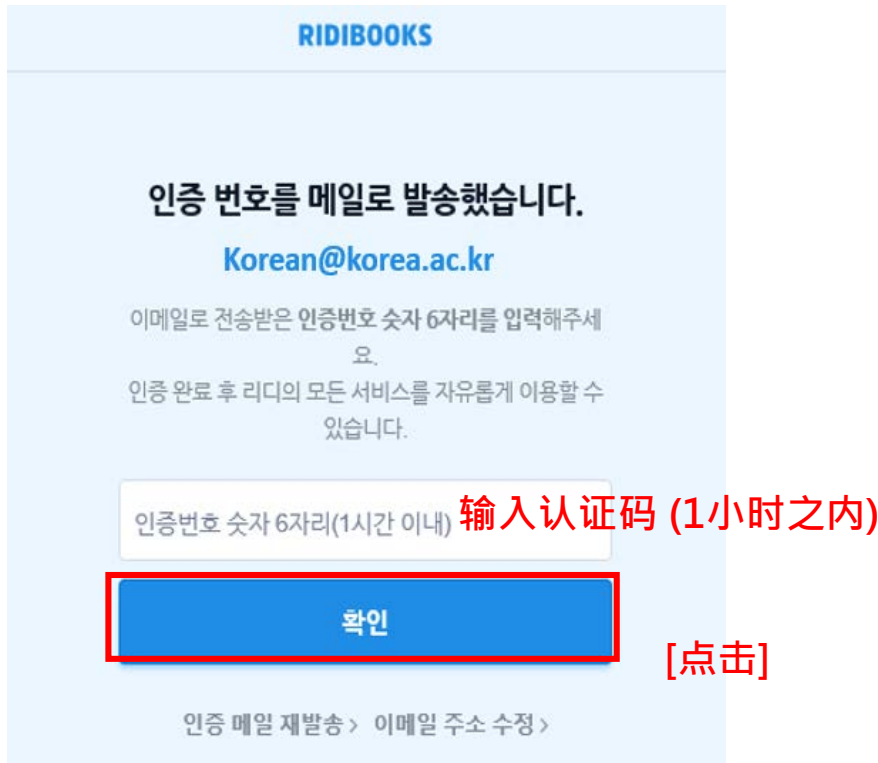 RIDIBOOKS
인증 번호를 메일로 발송했습니다.
Korean@korea.ac.kr
이메일로 전송받은 인증번호 숫자 6자리를 입력해주세
요.
인증 완료 후 리디의 모든 서비스를 자유롭게 이용할 수
있습니다.
인증번호 숫자 6자리(1시간 이내) 输入认证码 (1小时之内)
확인
[点击]
인증 메일 재발송 > 이메일 주소 수정 >